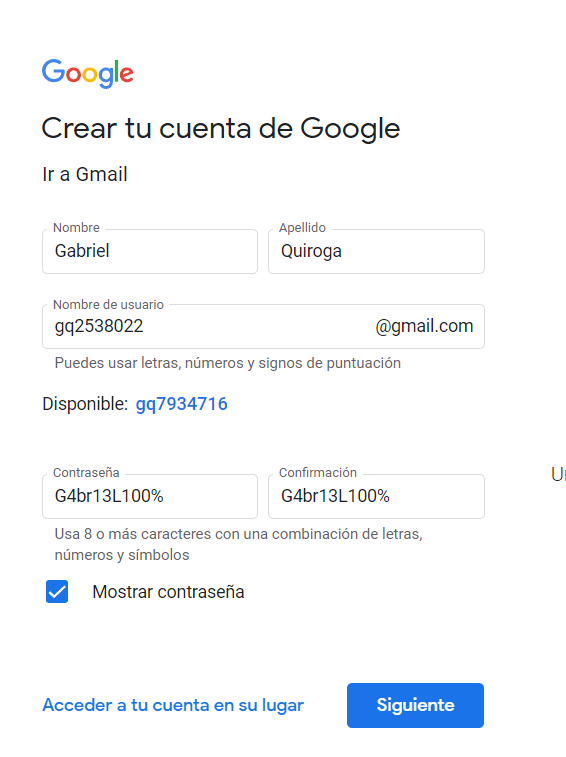 Google
Crear tu cuenta de Google
Ir a Gmail
Nombre Apellido
Gabriel Quiroga
Nombre de usuario
gq2538022 @gmail.com
Puedes usar letras, números y signos de puntuación
Disponible: gq7934716
Contraseña Confirmación
G4br13L100% G4br13L100%
Usa 8 o más caracteres con una combinación de letras,
números y símbolos
Mostrar contraseña
Acceder a tu cuenta en su lugar Siguiente